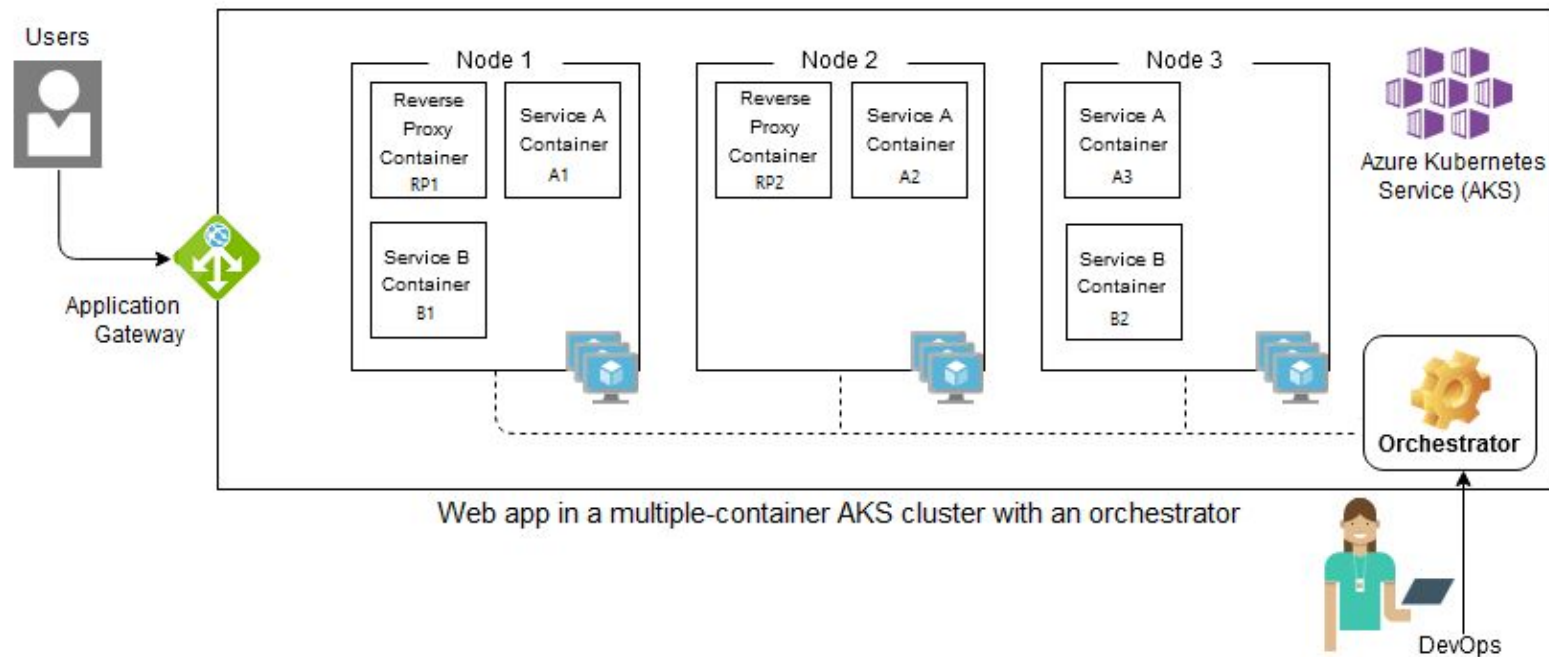 Users
Application
Gateway
Node 1
Reverse
Proxy
Container
RP1
Service A
Container
A1
Service B
Container
B1
Node 2
Reverse
Proxy
Container
RP2
Service A
Container
A2
Node 3
Service A
Container
A3
Service B
Container
B2
Azure Kubernetes
Service (AKS)
Orchestrator
Web app in a multiple-container AKS cluster with an orchestrator
DevOps